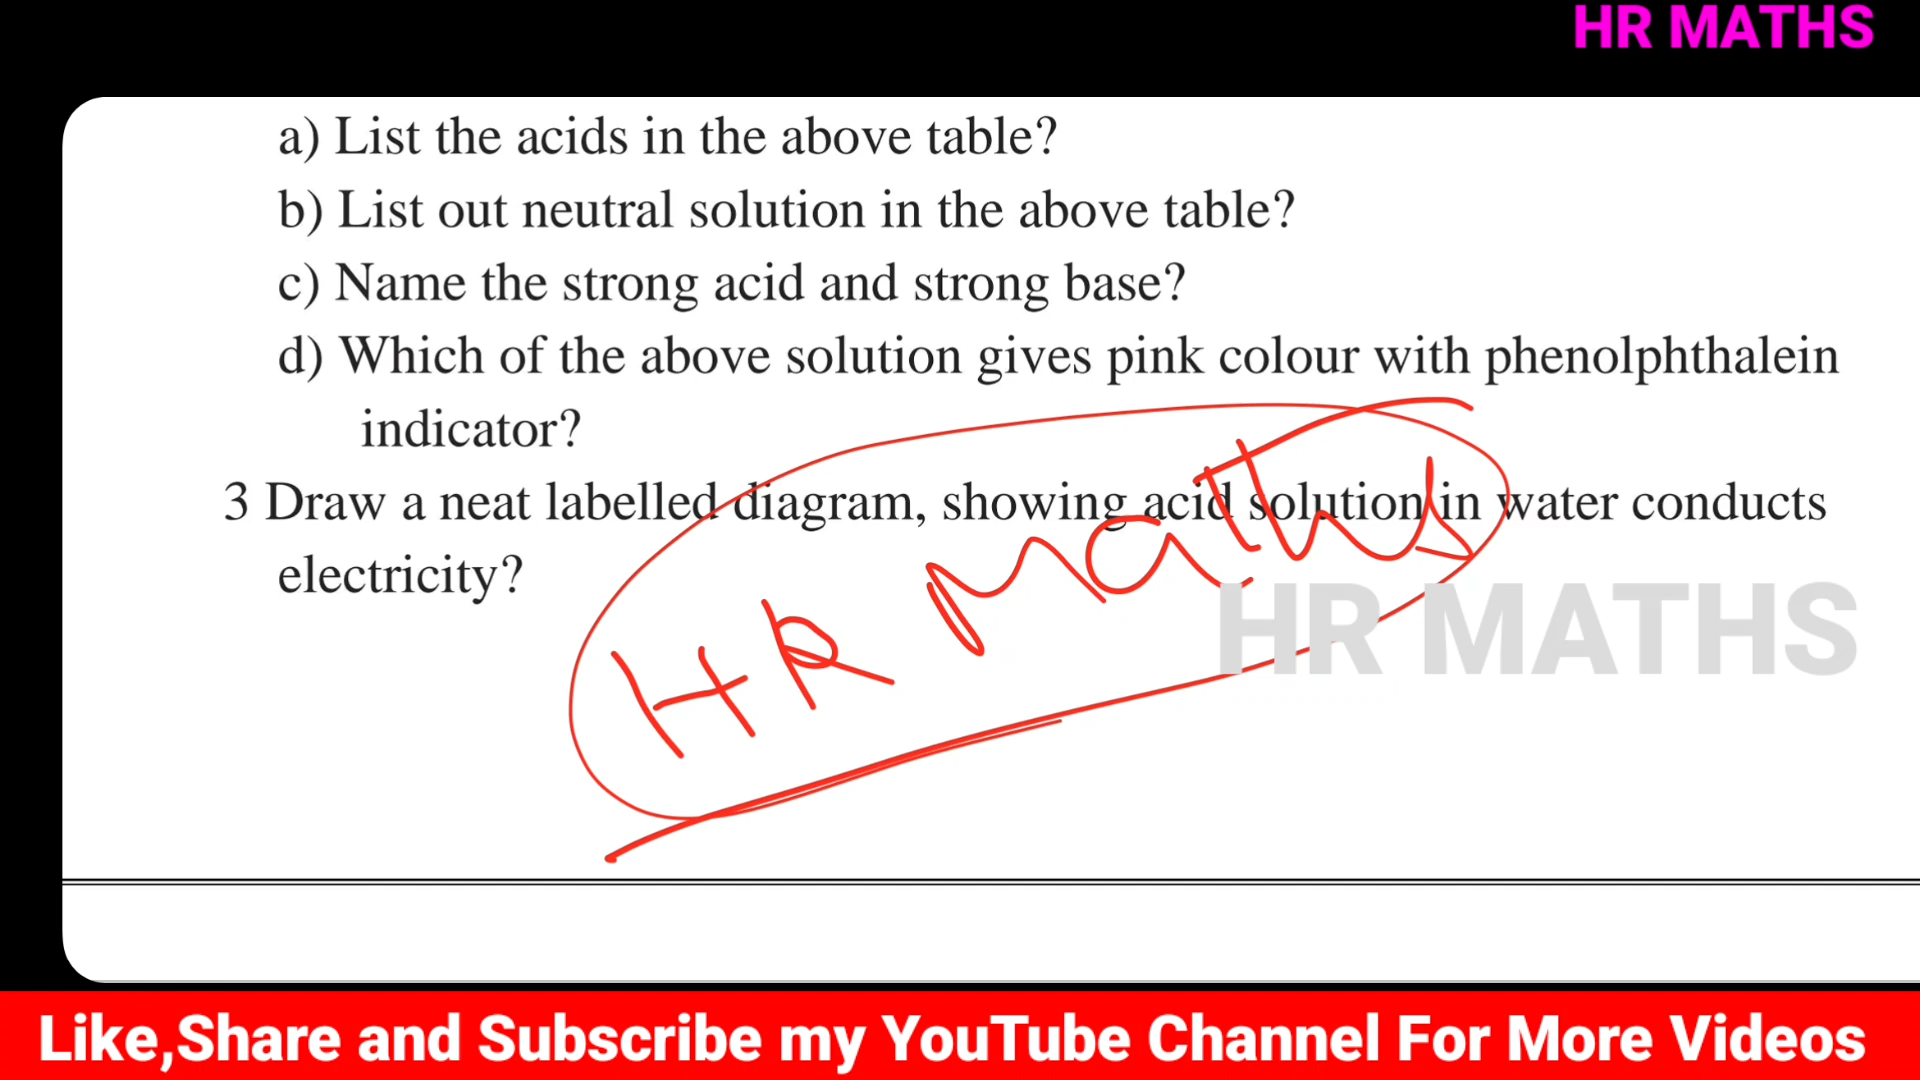 HR MATHS
a) List the acids in the above table?
b) List out neutral solution in the above table?
c) Name the strong acid and strong base?
d) Which of the above solution gives pink colour with phenolphthalein
indicator?
3 Draw a neat labelled diagram, showing acid solution in water conducts
electricity?
HR Maths
HR MATHS
Like,Share and Subscribe my YouTube Channel For More Videos